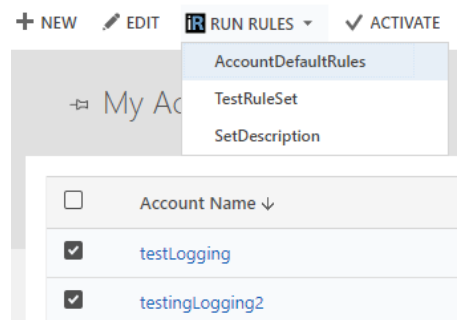 + NEW EDIT iR RUN RULES ACTIVATE
AccountDefaultRules
TestRuleSet
SetDescription
My Ac
Account Name ↓
testLogging
testingLogging2